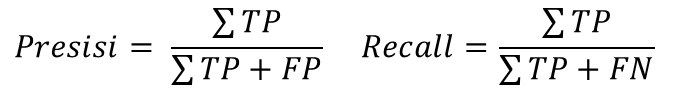 Presisi = ∑ TP / ∑ TP + FP Recall = ∑ TP / ∑ TP + FN